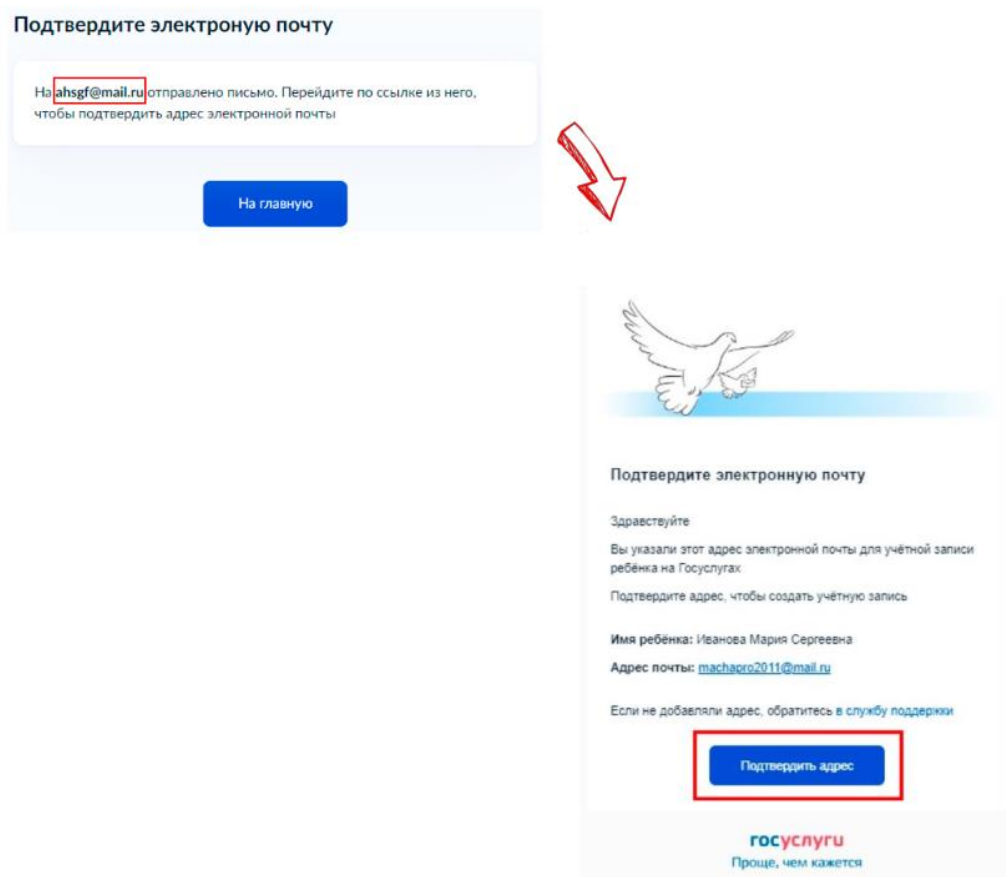 Подтвердите электроную почту
На ahsgf@mail.ru отправлено письмо. Перейдите по ссылке из него,
чтобы подтвердить адрес электронной почты
На главную
Подтвердите электронную почту
Здравствуйте
Вы указали этот адрес электронной почты для учётной записи
ребёнка на Госуслугах
Подтвердите адрес, чтобы создать учётную запись
Имя ребёнка: Иванова Мария Сергеевна
Адрес почты: machapro2011@mail.ru
Если не добавляли адрес, обратитесь в службу поддержки
Подтвердить адрес
госуслуги
Проще, чем кажется